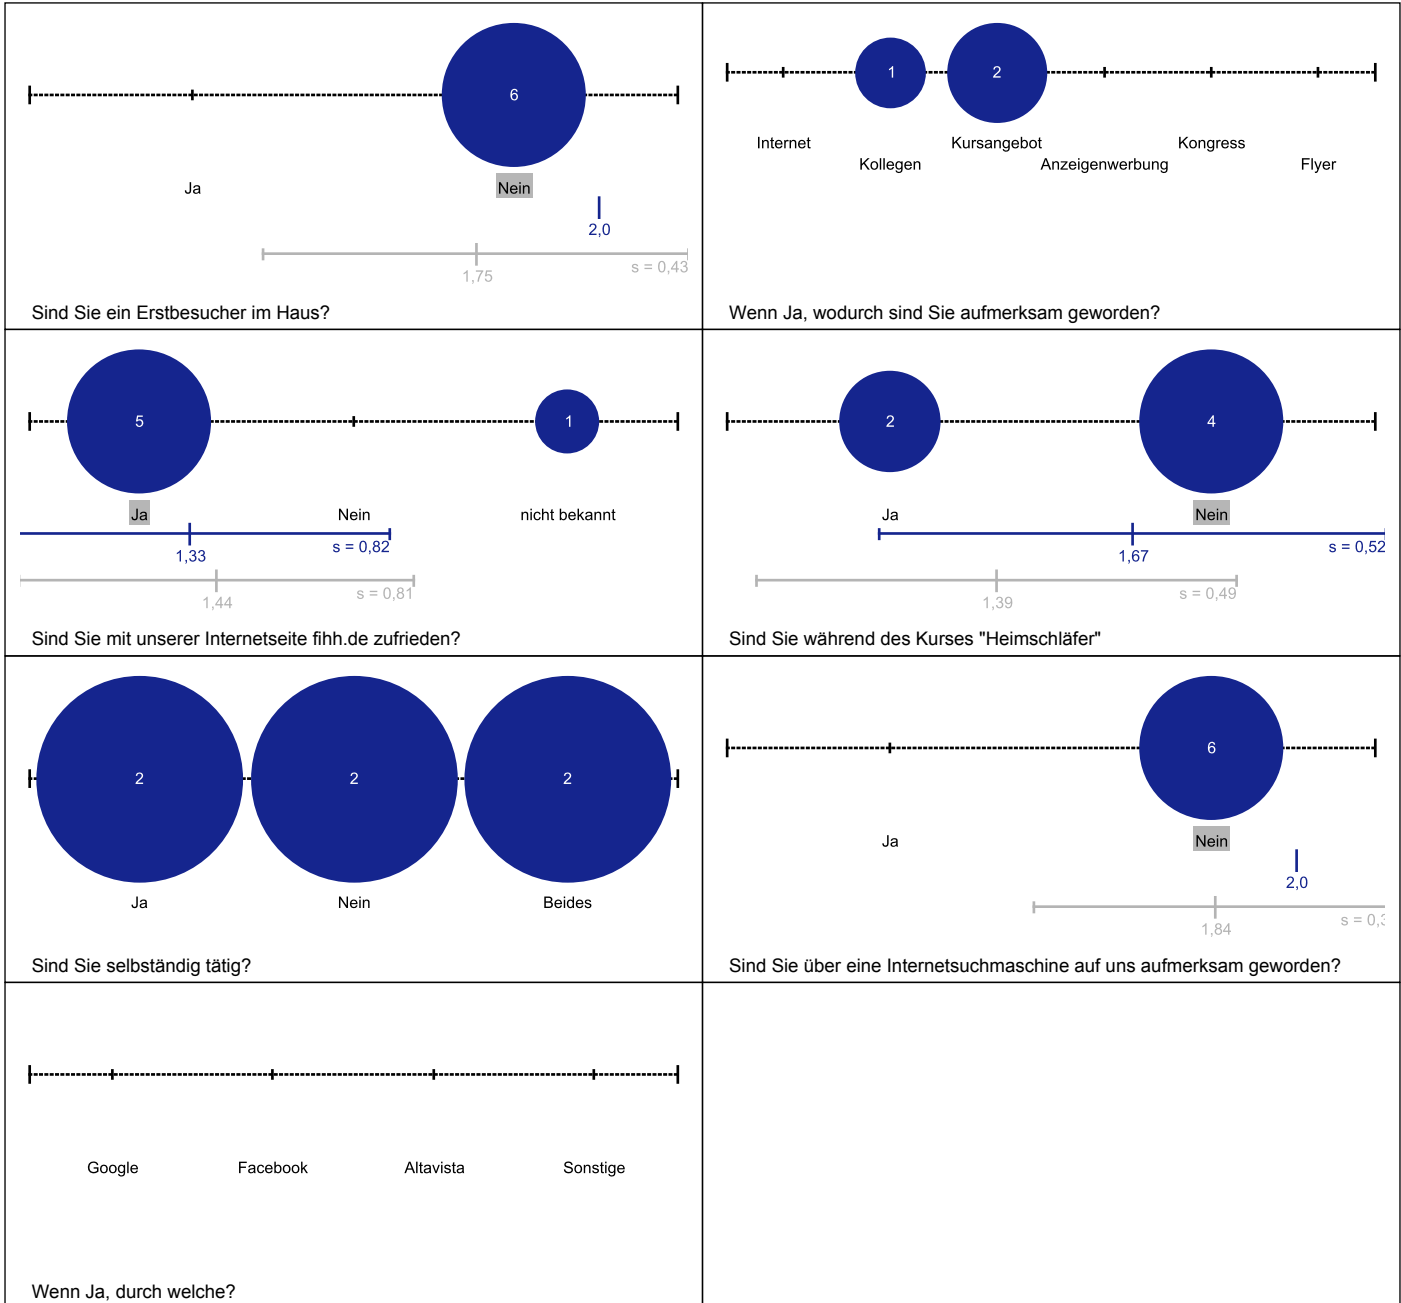 6
Ja
Nein
2,0
1,75
s = 0,43
Sind Sie ein Erstbesucher im Haus?
1
2
Internet
Kollegen
Kursangebot
Anzeigenwerbung
Kongress
Flyer
Wenn Ja, wodurch sind Sie aufmerksam geworden?
5
1
Ja
Nein
nicht bekannt
1,33
s = 0,82
1,44
s = 0,81
Sind Sie mit unserer Internetseite fihh.de zufrieden?
2
4
Ja
Nein
1,67
s = 0,52
1,39
s = 0,49
Sind Sie während des Kurses "Heimschläfer"
2
2
2
Ja
Nein
Beides
Sind Sie selbständig tätig?
6
Ja
Nein
2,0
1,84
s = 0,3
Sind Sie über eine Internetsuchmaschine auf uns aufmerksam geworden?
Google
Facebook
Altavista
Sonstige
Wenn Ja, durch welche?